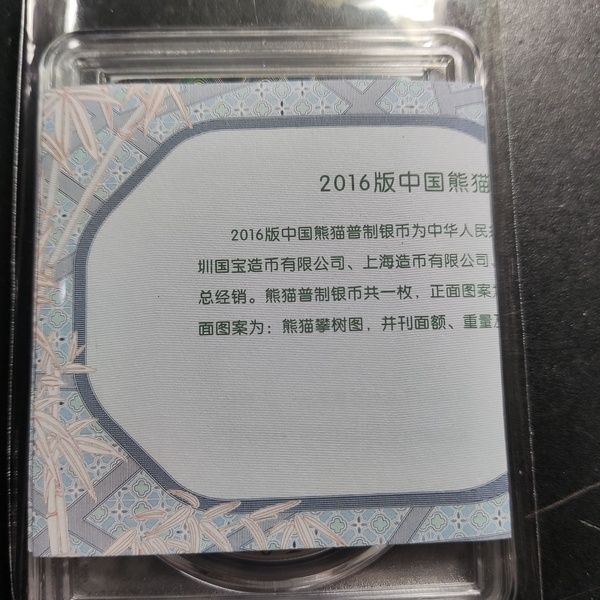 2016版中国熊猫
2016版中国熊猫普制银币为中华人民
圳国宝造币有限公司、上海造币有限公司、
总经销。熊猫普制银币共一枚，正面图案
面图案为：熊猫攀树图，并刊面额、重量及